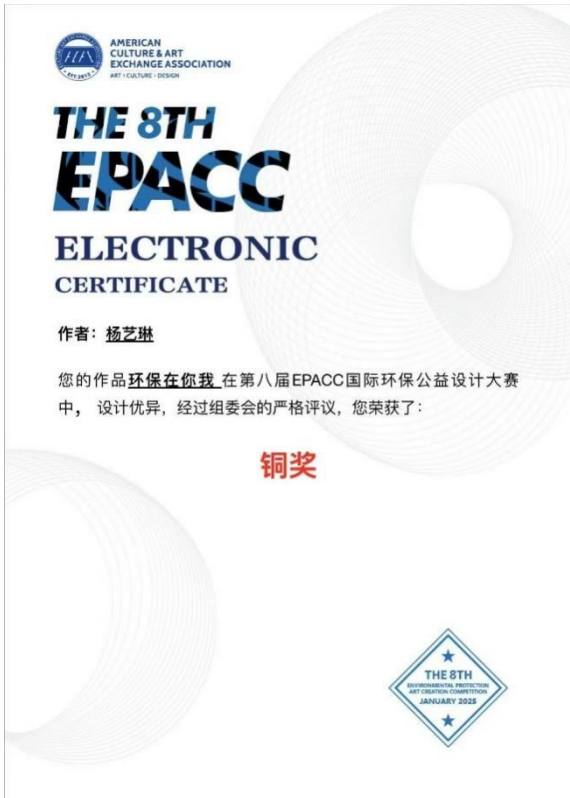 AMERICAN
CULTURE & ART
EXCHANGE ASSOCIATION
ART • CULTURE • DESIGN
THE 8TH
EPACC
ELECTRONIC
CERTIFICATE
作者：杨艺琳
您的作品环保在你我 在第八届EPACC国际环保公益设计大赛
中， 设计优异，经过组委会的严格评议，您荣获了：
铜奖
THE 8TH
ENVIRONMENTAL PROTECTION
ART CREATION COMPETITION
JANUARY 2025